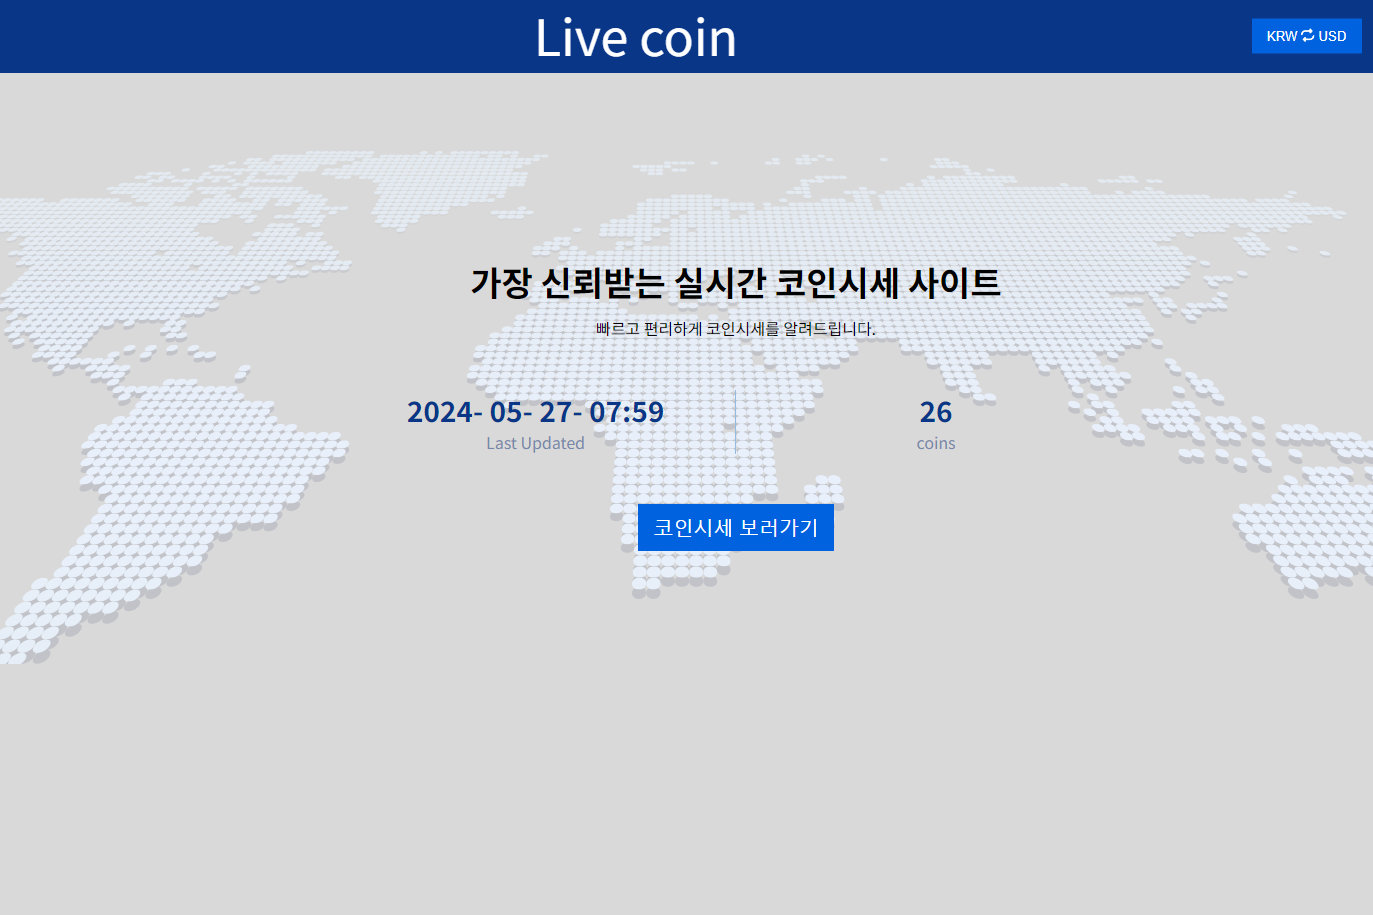 Live coin
KRW USD
가장 신뢰받는 실시간 코인시세 사이트
빠르고 편리하게 코인시세를 알려드립니다.
2024- 05- 27- 07:59
Last Updated
26
coins
코인시세 보러가기